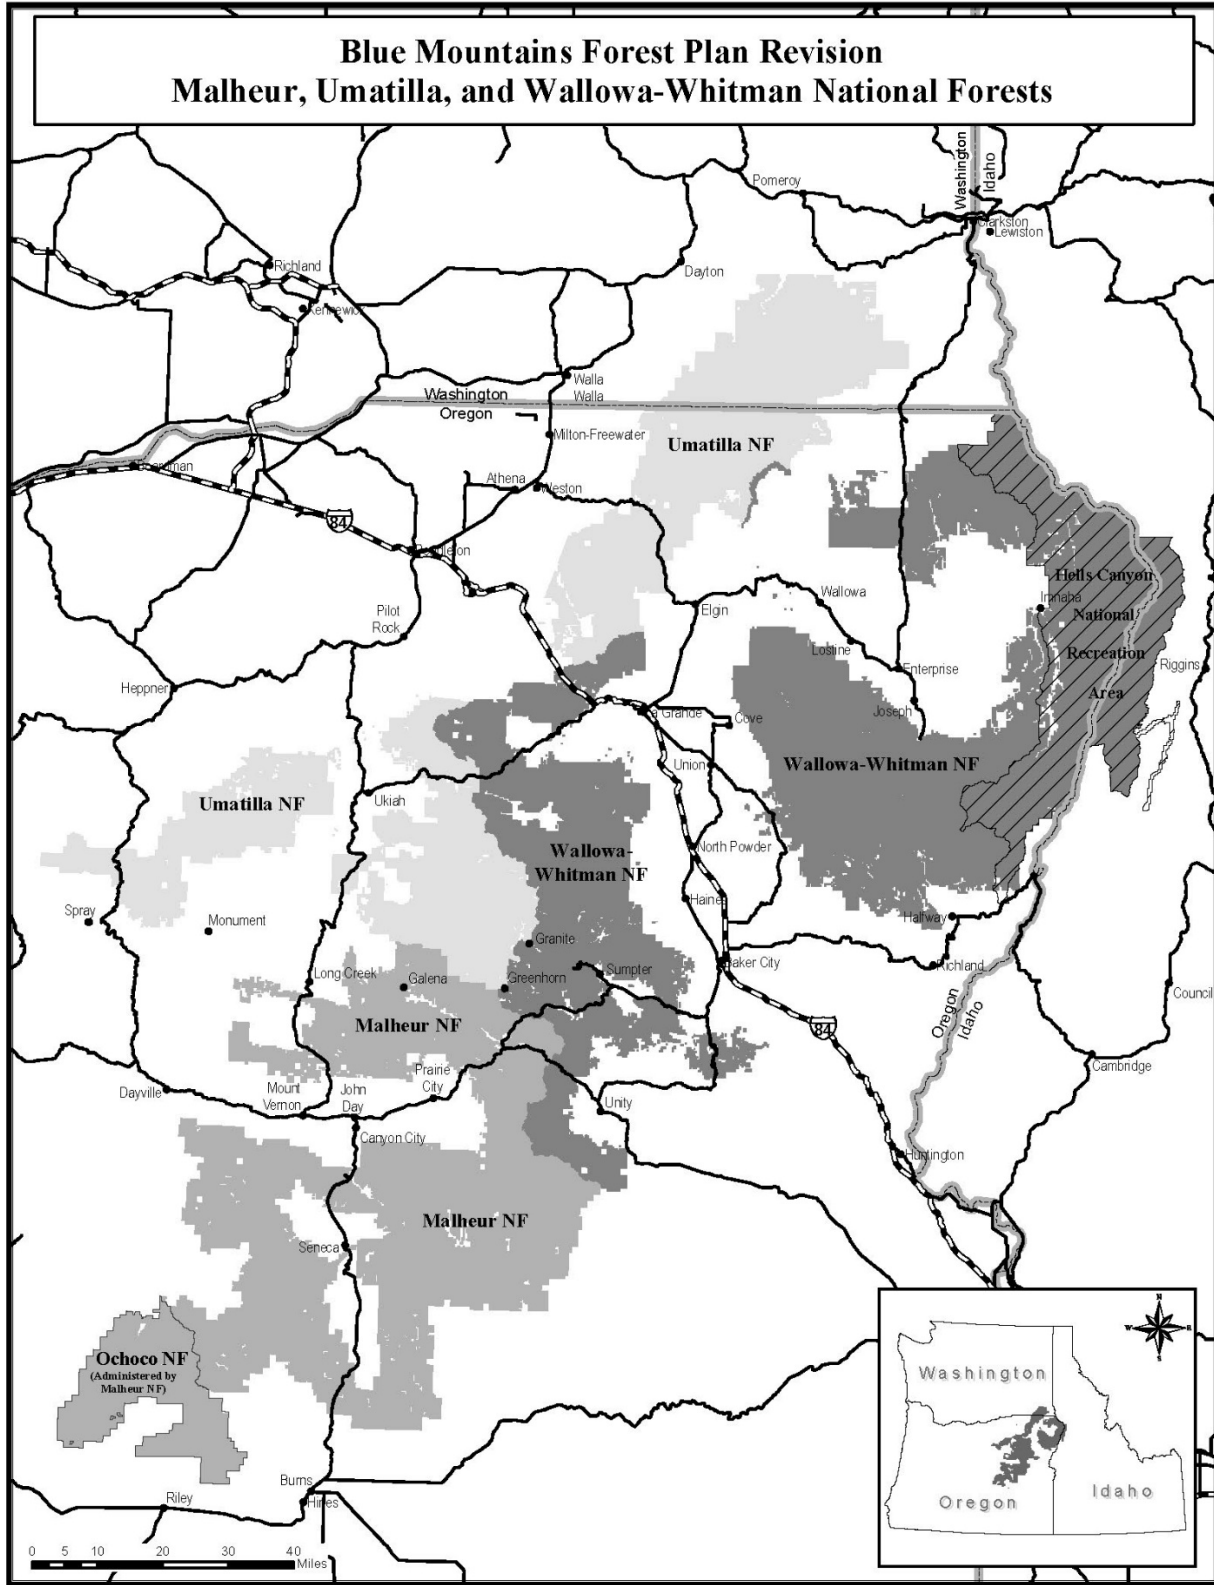 Blue Mountains Forest Plan Revision
Malheur, Umatilla, and Wallowa-Whitman National Forests
Washington
Idaho
Pomeroy
Clarkston
Lewiston
Richland
Dayton
Kennewick
Walla
Walla
Washington
Oregon
Milton-Freewater
Umatilla NF
Boardman
Athena
Weston
84
Pendleton
Hells Canyon
National
Recreation
Area
Imnaha
Wallowa
Elgin
Pilot
Rock
Lostine
Enterprise
Riggins
Heppner
Joseph
La Grande
Cove
Union
Wallowa-Whitman NF
Umatilla NF
Ukiah
North Powder
Wallowa-
Whitman NF
Haines
Spray
Monument
Halfway
Granite
Long Creek
Galena
Greenhorn
Sumpter
Baker City
Richland
Council
Malheur NF
84
Oregon
Idaho
Cambridge
Dayville
Mount
Vernon
John
Day
Prairie
City
Unity
Canyon City
Huntington
Malheur NF
Seneca
Ochoco NF
(Administered by
Malheur NF)
Burns
Hines
Riley
0 5 10 20 30 40
Miles
N
W E
S
Washington
Oregon
Idaho